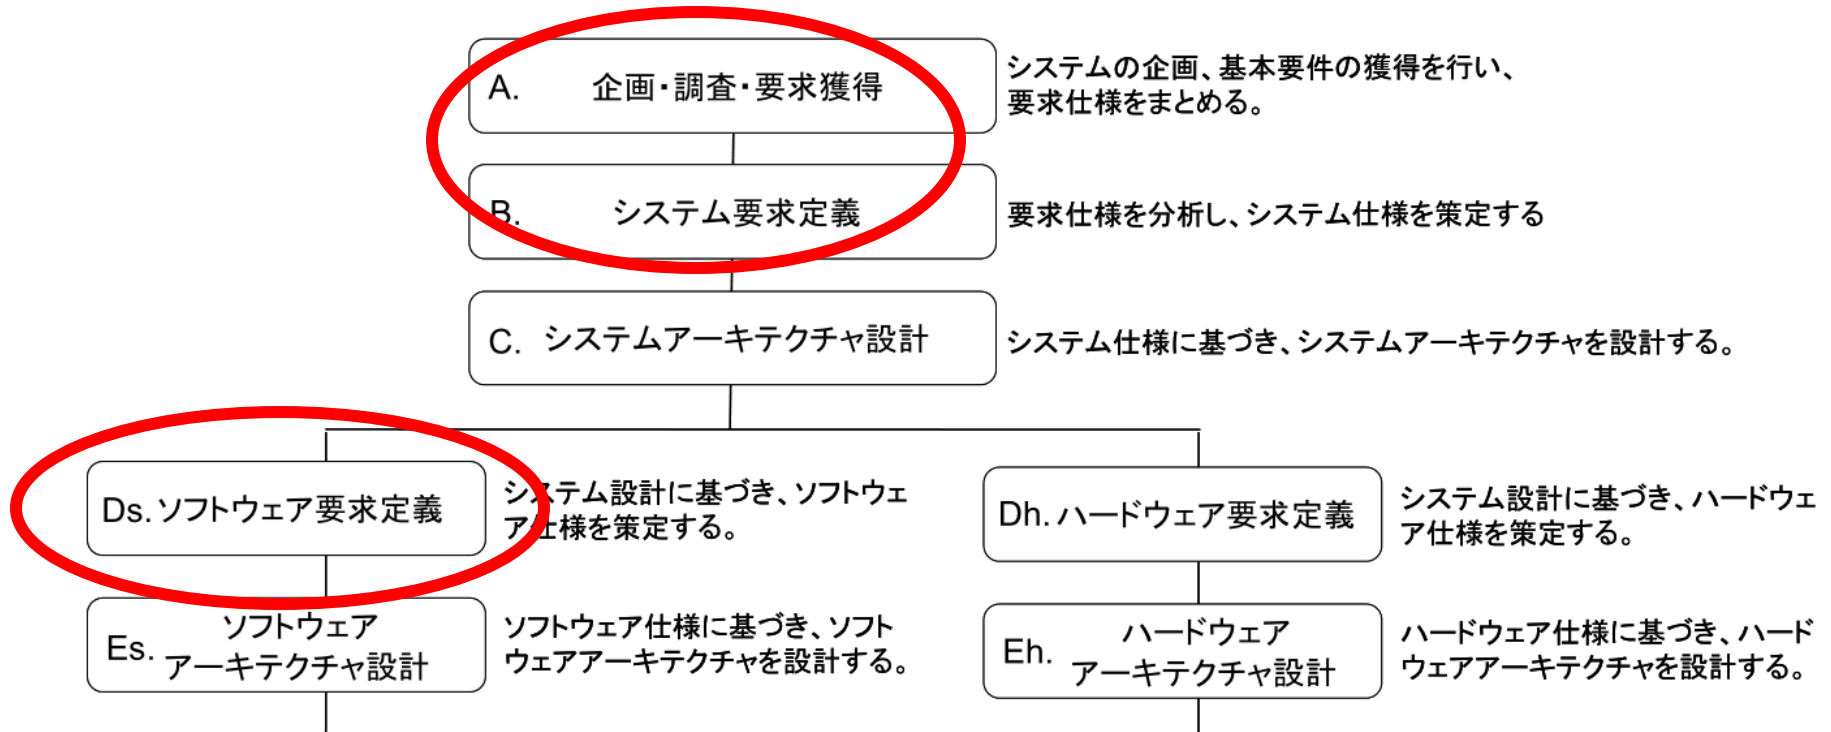 A. 企画・調査・要求獲得
システムの企画、基本要件の獲得を行い、
要求仕様をまとめる。
B. システム要求定義
要求仕様を分析し、システム仕様を策定する
C. システムアーキテクチャ設計
システム仕様に基づき、システムアーキテクチャを設計する。
Ds. ソフトウェア要求定義
システム設計に基づき、ソフトウェ
ア仕様を策定する。
Dh. ハードウェア要求定義
システム設計に基づき、ハードウェ
ア仕様を策定する。
Es. ソフトウェア
アーキテクチャ設計
ソフトウェア仕様に基づき、ソフト
ウェアアーキテクチャを設計する。
Eh. ハードウェア
アーキテクチャ設計
ハードウェア仕様に基づき、ハード
ウェアアーキテクチャを設計する。